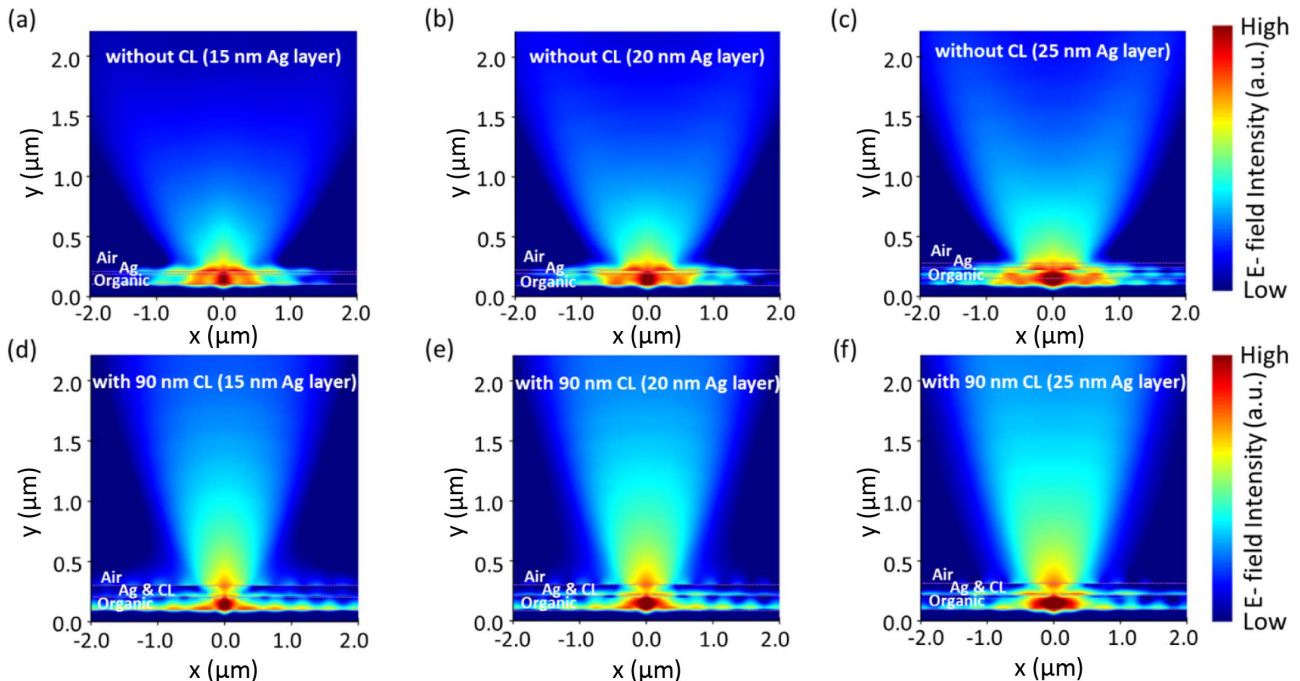 (a)
without CL (15 nm Ag layer)
2.0
1.5
1.0
0.5
0.0
y (μm)
Air
Ag
Organic
-2.0 -1.0 0.0 1.0 2.0
x (μm)
(b)
without CL (20 nm Ag layer)
2.0
1.5
1.0
0.5
0.0
y (μm)
Air
Ag
Organic
-2.0 -1.0 0.0 1.0 2.0
x (μm)
(c)
without CL (25 nm Ag layer)
2.0
1.5
1.0
0.5
0.0
y (μm)
Air
Ag
Organic
-2.0 -1.0 0.0 1.0 2.0
x (μm)
High
E- field Intensity (a.u.)
Low
(d)
with 90 nm CL (15 nm Ag layer)
2.0
1.5
1.0
0.5
0.0
y (μm)
Air
Ag & CL
Organic
-2.0 -1.0 0.0 1.0 2.0
x (μm)
(e)
with 90 nm CL (20 nm Ag layer)
2.0
1.5
1.0
0.5
0.0
y (μm)
Air
Ag & CL
Organic
-2.0 -1.0 0.0 1.0 2.0
x (μm)
(f)
with 90 nm CL (25 nm Ag layer)
2.0
1.5
1.0
0.5
0.0
y (μm)
Air
Ag & CL
Organic
-2.0 -1.0 0.0 1.0 2.0
x (μm)
High
E- field Intensity (a.u.)
Low